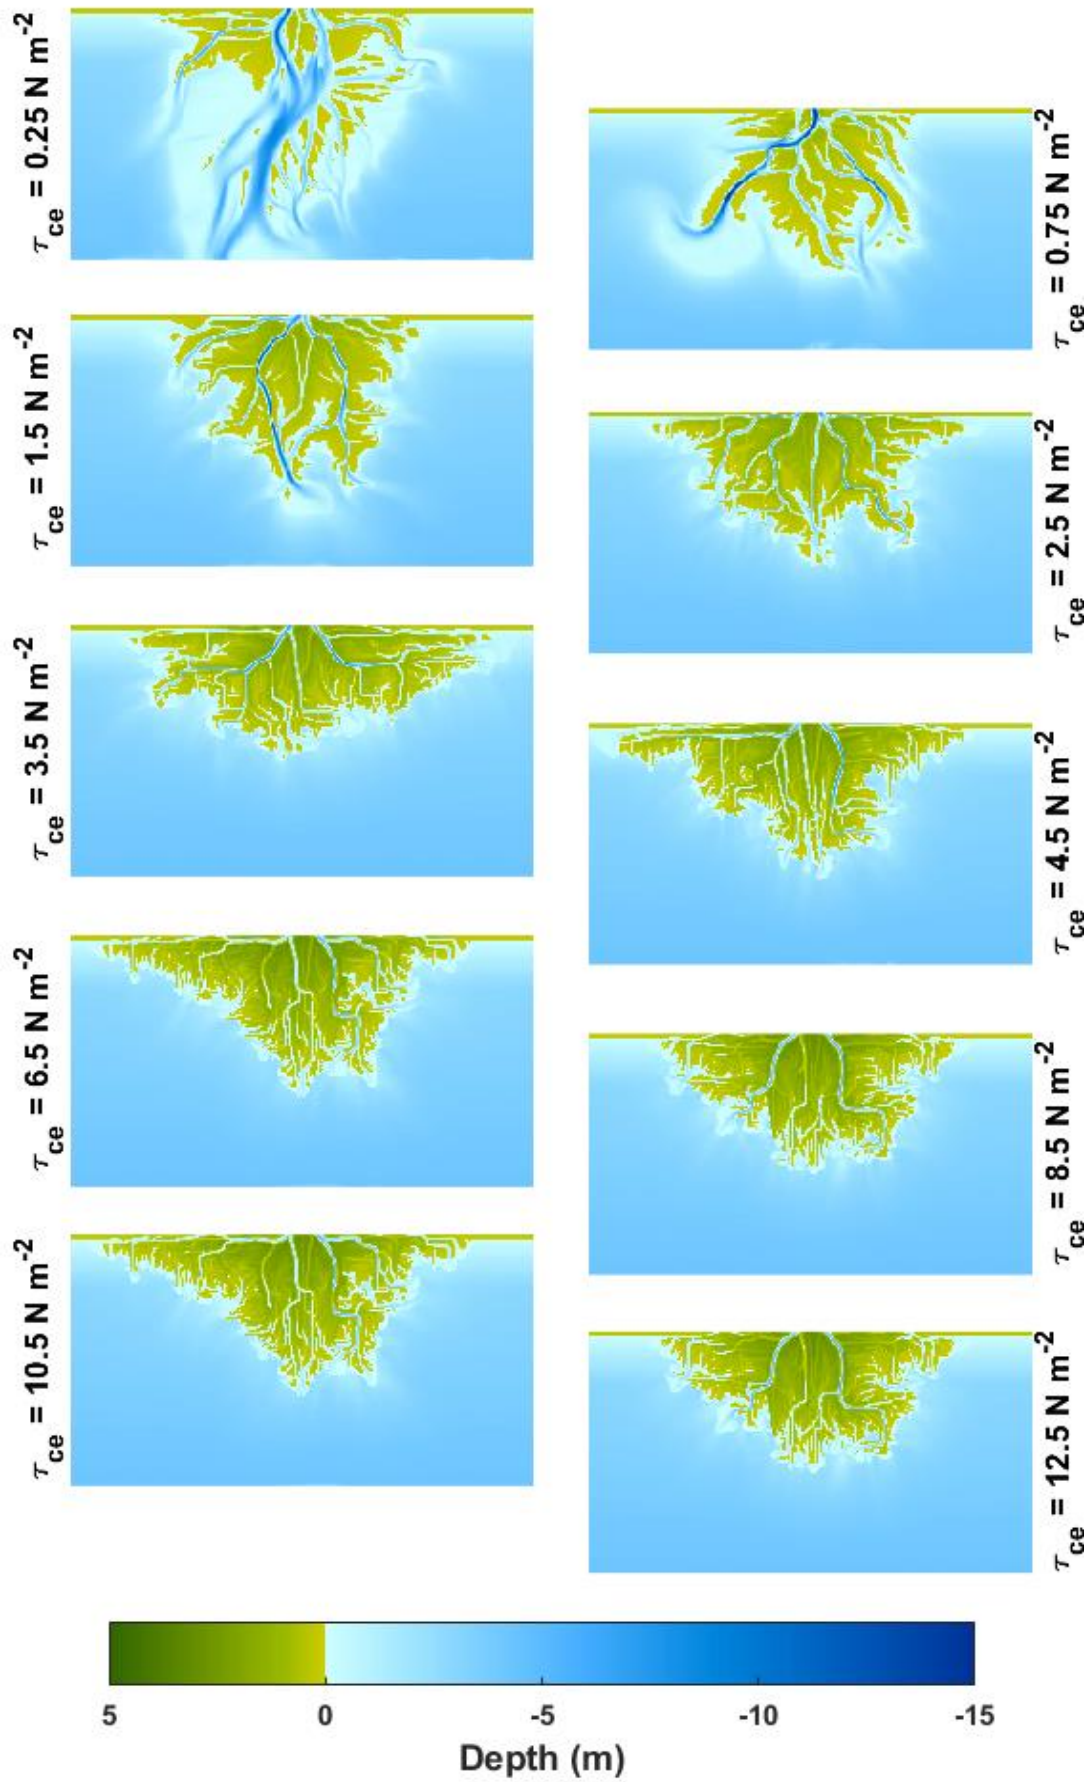 τce = 0.25 N m-2
τce = 0.75 N m-2
τce = 1.5 N m-2
τce = 2.5 N m-2
τce = 3.5 N m-2
τce = 4.5 N m-2
τce = 6.5 N m-2
τce = 8.5 N m-2
τce = 10.5 N m-2
τce = 12.5 N m-2
5 0 -5 -10 -15
Depth (m)